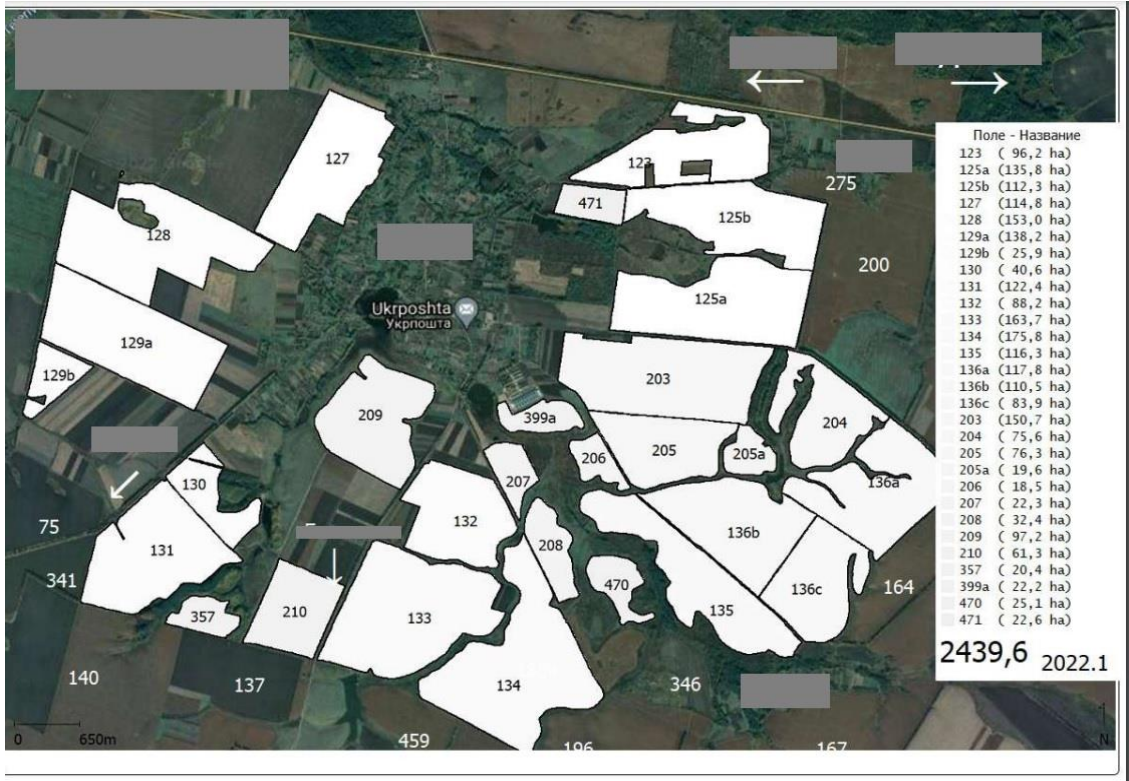 127
123
275
471
125b
128
200
Ukrposhta
Укрпошта
125a
129a
203
129b
209
399a
204
205
205a
206
130
207
136a
132
75
131
208
136b
341
470
164
136c
357
210
133
135
140
137
134
346
459
196
167
0 650m
N
Поле - Название
123 ( 96,2 ha)
125a (135,8 ha)
125b (112,3 ha)
127 (114,8 ha)
128 (153,0 ha)
129a (138,2 ha)
129b ( 25,9 ha)
130 ( 40,6 ha)
131 (122,4 ha)
132 ( 88,2 ha)
133 (163,7 ha)
134 (175,8 ha)
135 (116,3 ha)
136a (117,8 ha)
136b (110,5 ha)
136c ( 83,9 ha)
203 (150,7 ha)
204 ( 75,6 ha)
205 ( 76,3 ha)
205a ( 19,6 ha)
206 ( 18,5 ha)
207 ( 22,3 ha)
208 ( 32,4 ha)
209 ( 97,2 ha)
210 ( 61,3 ha)
357 ( 20,4 ha)
399a ( 22,2 ha)
470 ( 25,1 ha)
471 ( 22,6 ha)
2439,6 2022.1